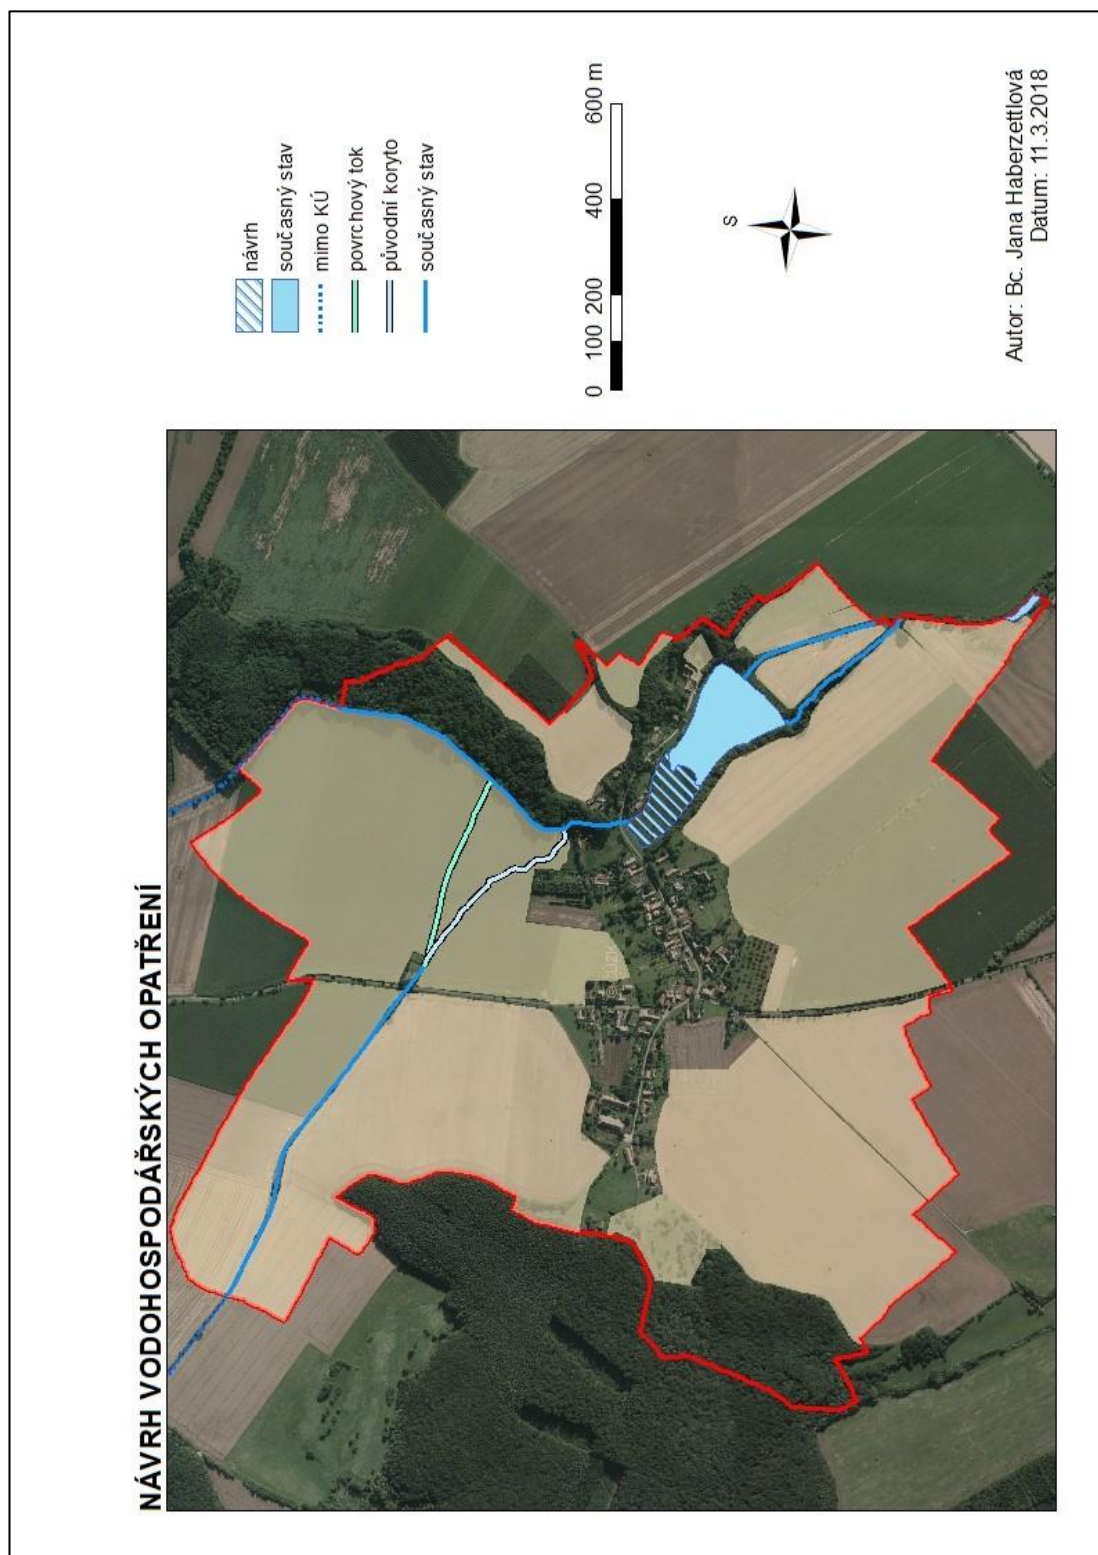 NÁVRH VODOHOSPODÁŘSKÝCH OPATŘENÍ
návrh
současný stav
mimo KÚ
povrchový tok
původní koryto
současný stav
0 100 200 400 600 m
S
Autor: Bc. Jana Haberzettlová
Datum: 11.3.2018